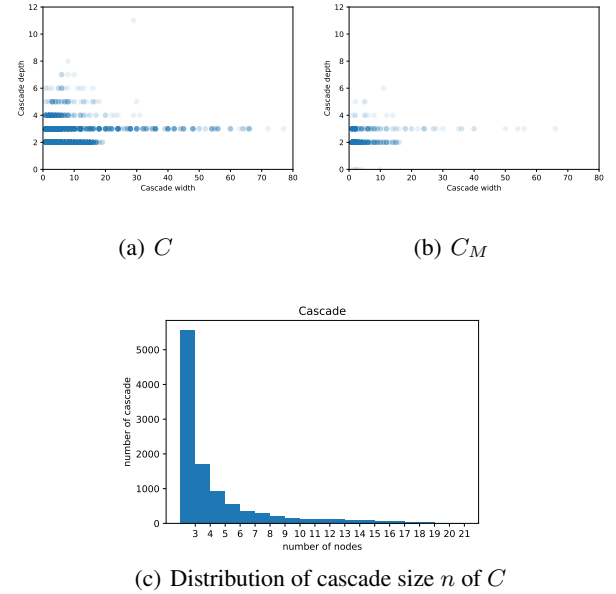 12
10
8
6
4
2
0
Cascade depth
0 10 20 30 40 50 60 70 80
Cascade width
12
10
8
6
4
2
0
Cascade depth
0 10 20 30 40 50 60 70 80
Cascade width
(a) C
(b) C_M
Cascade
5000
4000
3000
2000
1000
0
number of cascade
3 4 5 6 7 8 9 10 11 12 13 14 15 16 17 18 19 20 21
number of nodes
(c) Distribution of cascade size n of C